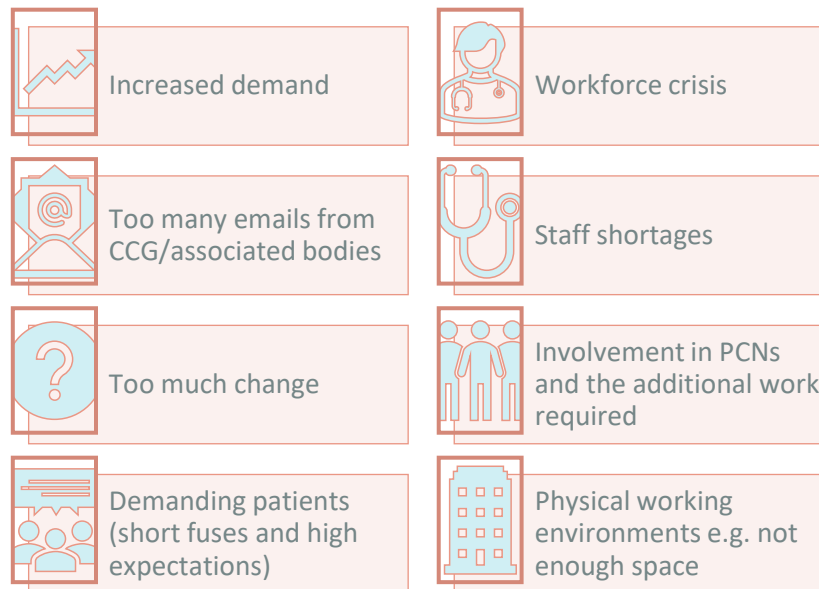 Increased demand
Workforce crisis
@
Too many emails from
CCG/associated bodies
Staff shortages
?
Too much change
Involvement in PCNs
and the additional work
required
Demanding patients
(short fuses and high
expectations)
Physical working
environments e.g. not
enough space